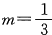 m = 1/3